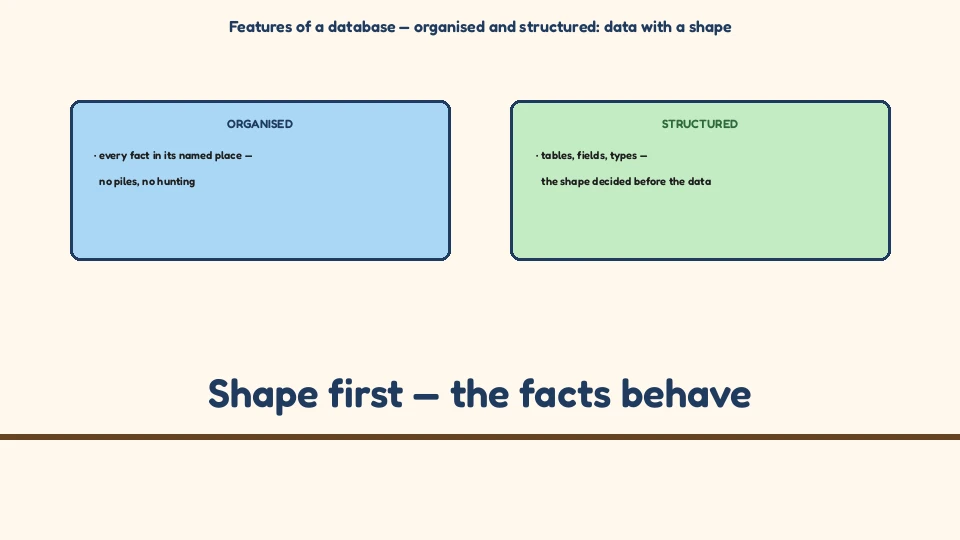 Features of a database — organised and structured: data with a shape
ORGANISED
· every fact in its named place —
no piles, no hunting
STRUCTURED
· tables, fields, types —
the shape decided before the data
Shape first — the facts behave